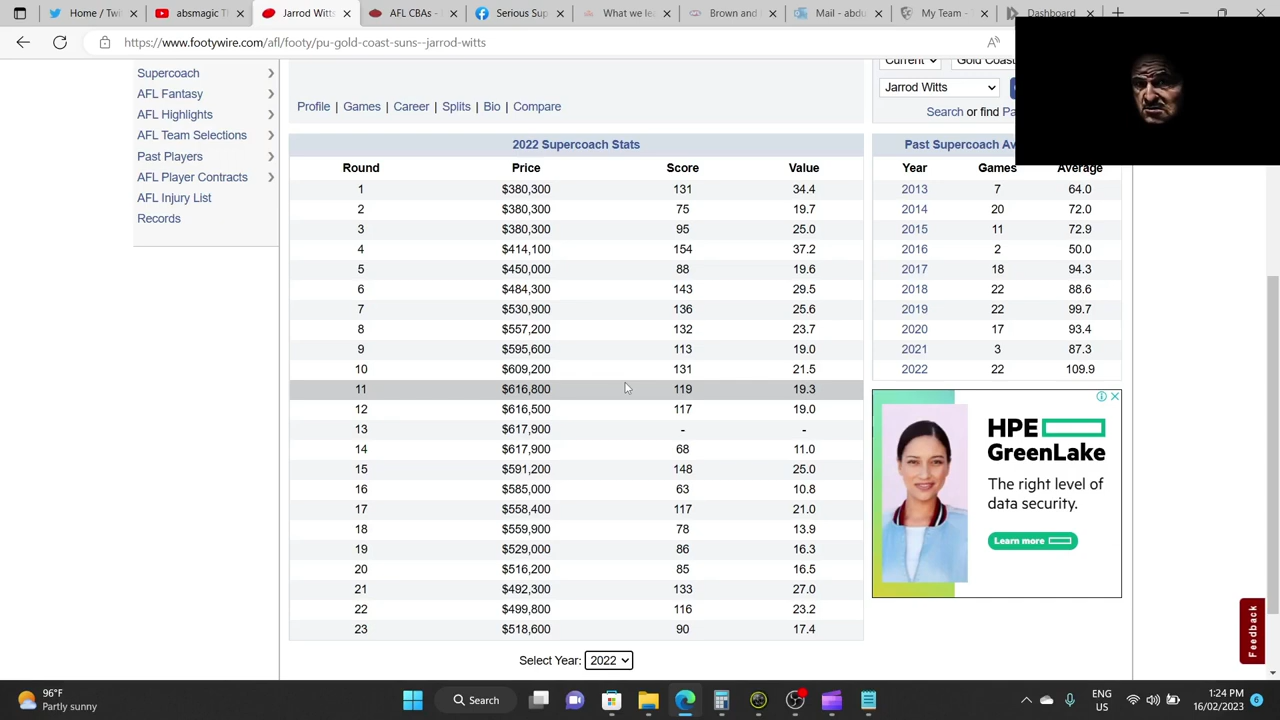 Home / Twit
absmagic Th
Jarrod Witts
AFL CBAs -
Serious Sup
What we lea
Brown and
Mail - abdu
My Team |
Dashboard
https://www.footywire.com/afl/footy/pu-gold-coast-suns--jarrod-witts
Supercoach
AFL Fantasy
AFL Highlights
AFL Team Selections
Past Players
AFL Player Contracts
AFL Injury List
Records
Profile | Games | Career | Splits | Bio | Compare
2022 Supercoach Stats
Round Price Score Value
1 $380,300 131 34.4
2 $380,300 75 19.7
3 $380,300 95 25.0
4 $414,100 154 37.2
5 $450,000 88 19.6
6 $484,300 143 29.5
7 $530,900 136 25.6
8 $557,200 132 23.7
9 $595,600 113 19.0
10 $609,200 131 21.5
11 $616,800 119 19.3
12 $616,500 117 19.0
13 $617,900 - -
14 $617,900 68 11.0
15 $591,200 148 25.0
16 $585,000 63 10.8
17 $558,400 117 21.0
18 $559,900 78 13.9
19 $529,000 86 16.3
20 $516,200 85 16.5
21 $492,300 133 27.0
22 $499,800 116 23.2
23 $518,600 90 17.4
Select Year: 2022
Current Gold Coast
Jarrod Witts
Search or find Pa
Past Supercoach Av
Year Games Average
2013 7 64.0
2014 20 72.0
2015 11 72.9
2016 2 50.0
2017 18 94.3
2018 22 88.6
2019 22 99.7
2020 17 93.4
2021 3 87.3
2022 22 109.9
HPE
GreenLake
The right level of
data security.
Learn more
Feedback
96°F
Partly sunny
Search
ENG
US
1:24 PM
16/02/2023
6